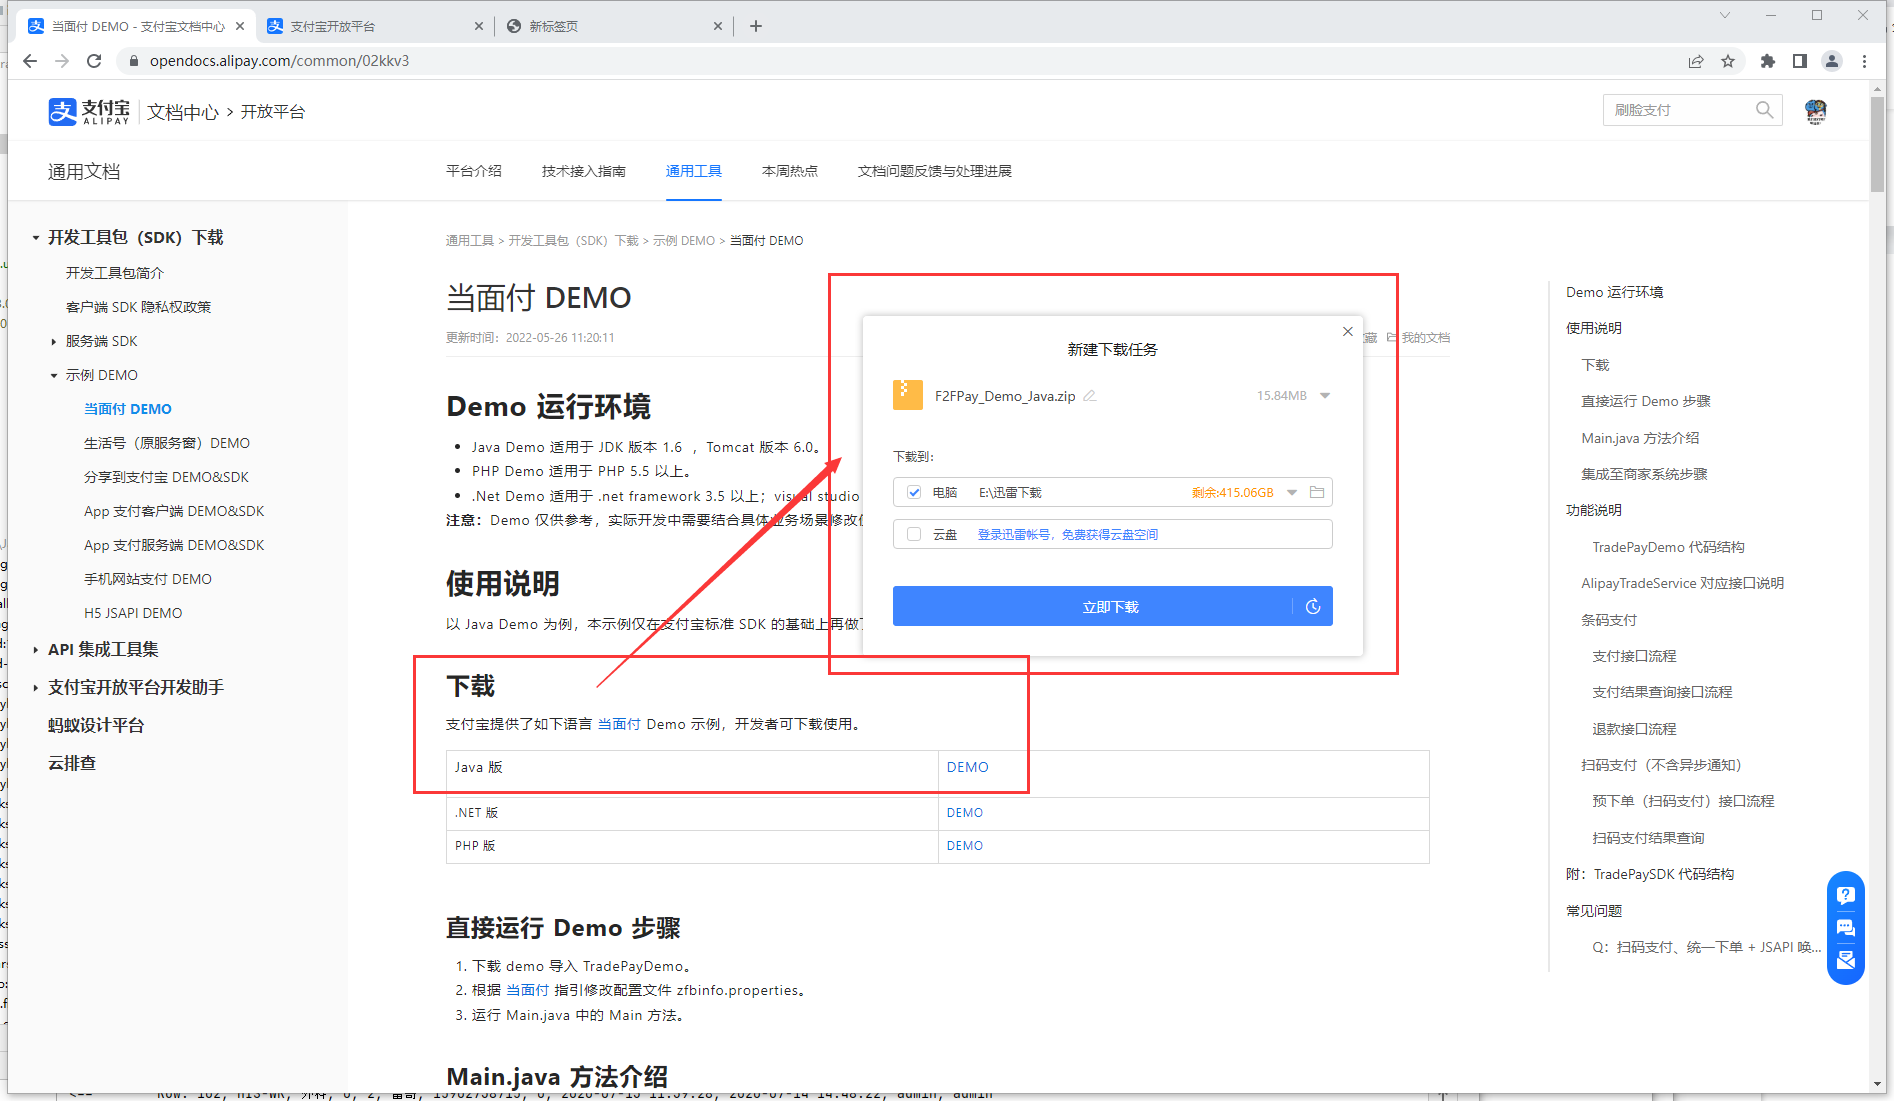 当面付 DEMO - 支付宝文档中心
支付宝开放平台
新标签页
opendocs.alipay.com/common/02kkv3
支付宝
ALIPAY
文档中心 > 开放平台
刷脸支付
通用文档
平台介绍
技术接入指南
通用工具
本周热点
文档问题反馈与处理进展
开发工具包（SDK）下载
开发工具包简介
客户端 SDK 隐私权政策
服务端 SDK
示例 DEMO
当面付 DEMO
生活号（原服务窗）DEMO
分享到支付宝 DEMO&SDK
App 支付客户端 DEMO&SDK
App 支付服务端 DEMO&SDK
手机网站支付 DEMO
H5 JSAPI DEMO
API 集成工具集
支付宝开放平台开发助手
蚂蚁设计平台
云排查
通用工具 > 开发工具包（SDK）下载 > 示例 DEMO > 当面付 DEMO
当面付 DEMO
更新时间：2022-05-26 11:20:11
藏 我的文档
Demo 运行环境
Java Demo 适用于 JDK 版本 1.6 ，Tomcat 版本 6.0。
PHP Demo 适用于 PHP 5.5 以上。
.Net Demo 适用于 .net framework 3.5 以上；visual studio
注意：Demo 仅供参考，实际开发中需要结合具体业务场景修改
使用说明
以 Java Demo 为例，本示例仅在支付宝标准 SDK 的基础上再做
下载
支付宝提供了如下语言 当面付 Demo 示例，开发者可下载使用。
Java 版 DEMO
.NET 版 DEMO
PHP 版 DEMO
直接运行 Demo 步骤
1. 下载 demo 导入 TradePayDemo。
2. 根据 当面付 指引修改配置文件 zfbinfo.properties。
3. 运行 Main.java 中的 Main 方法。
Main.java 方法介绍
新建下载任务
F2FPay_Demo_Java.zip
15.84MB
下载到：
电脑 E:\迅雷下载 剩余:415.06GB
云盘 登录迅雷帐号，免费获得云盘空间
立即下载
Demo 运行环境
使用说明
下载
直接运行 Demo 步骤
Main.java 方法介绍
集成至商家系统步骤
功能说明
TradePayDemo 代码结构
AlipayTradeService 对应接口说明
条码支付
支付接口流程
支付结果查询接口流程
退款接口流程
扫码支付（不含异步通知）
预下单（扫码支付）接口流程
扫码支付结果查询
附：TradePaySDK 代码结构
常见问题
Q：扫码支付、统一下单 + JSAPI 唤...